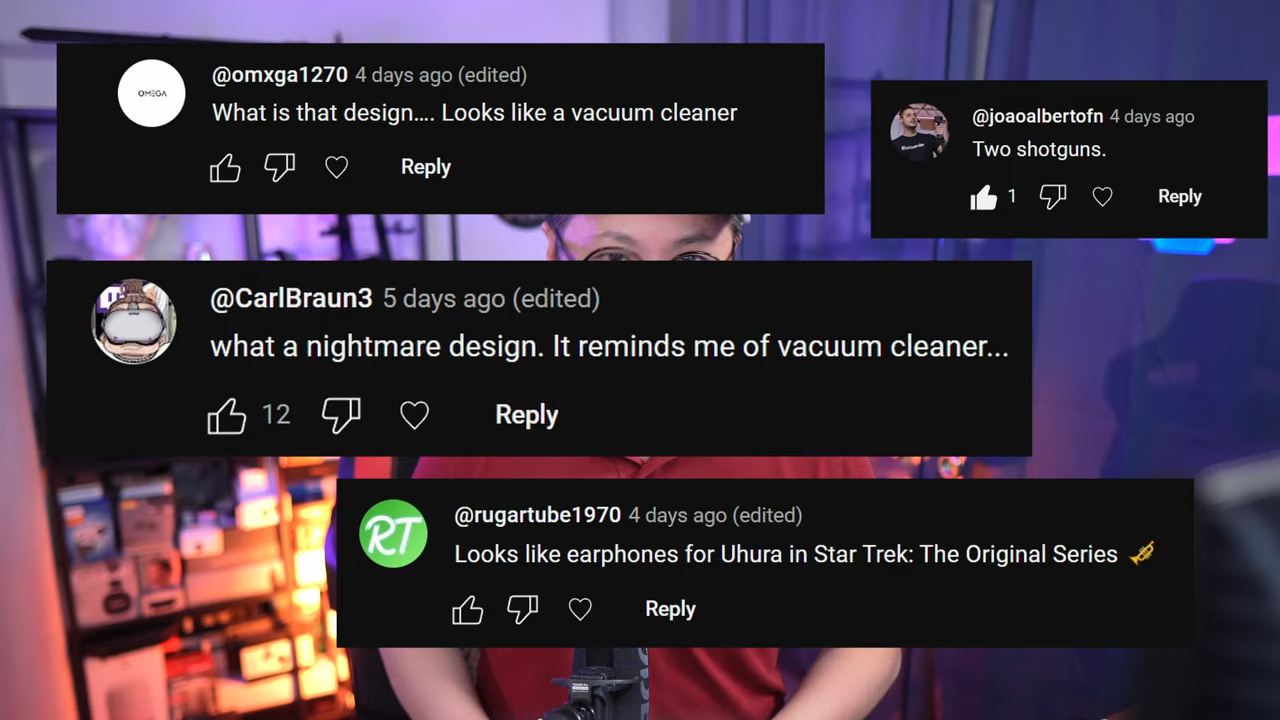 OMEGA
@omxga1270 4 days ago (edited)
What is that design.... Looks like a vacuum cleaner
Reply
@joaoalbertofn 4 days ago
Two shotguns.
1
Reply
@CarlBraun3 5 days ago (edited)
what a nightmare design. It reminds me of vacuum cleaner...
12
Reply
RT
@rugartube1970 4 days ago (edited)
Looks like earphones for Uhura in Star Trek: The Original Series 🎺
Reply